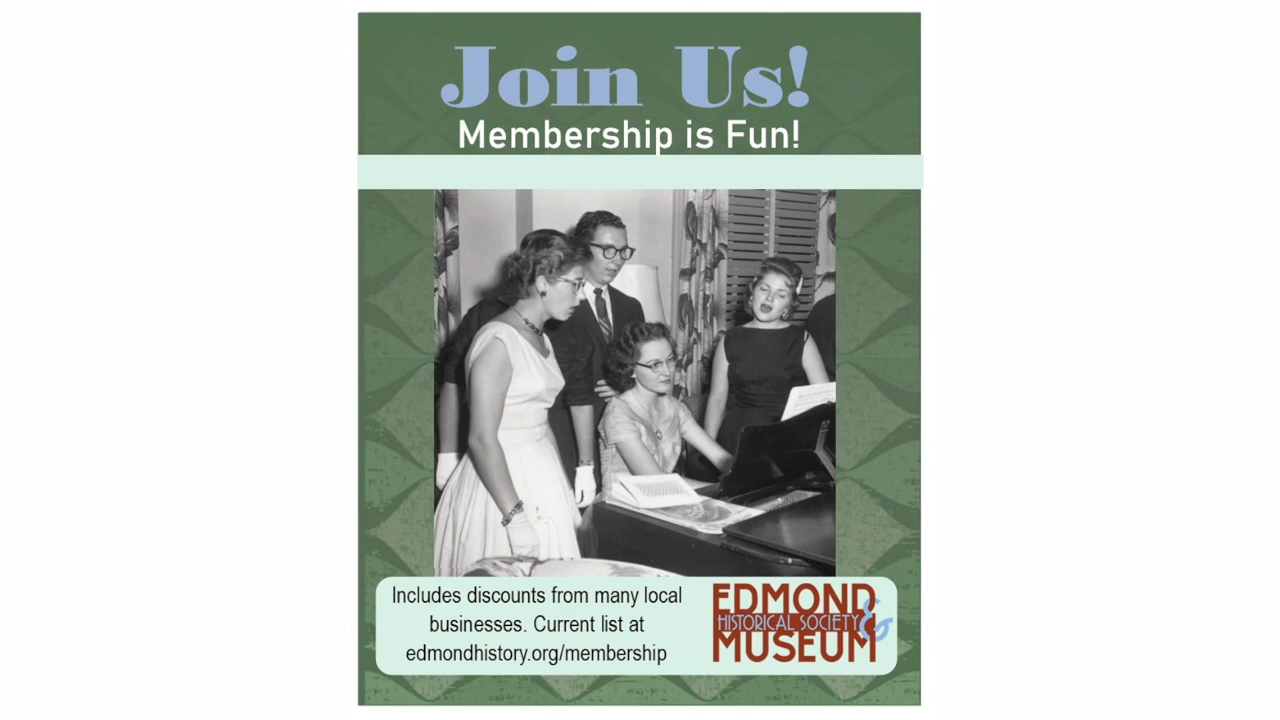 Join Us!
Membership is Fun!
Includes discounts from many local
businesses. Current list at
edmondhistory.org/membership
EDMOND
HISTORICAL SOCIETY &
MUSEUM